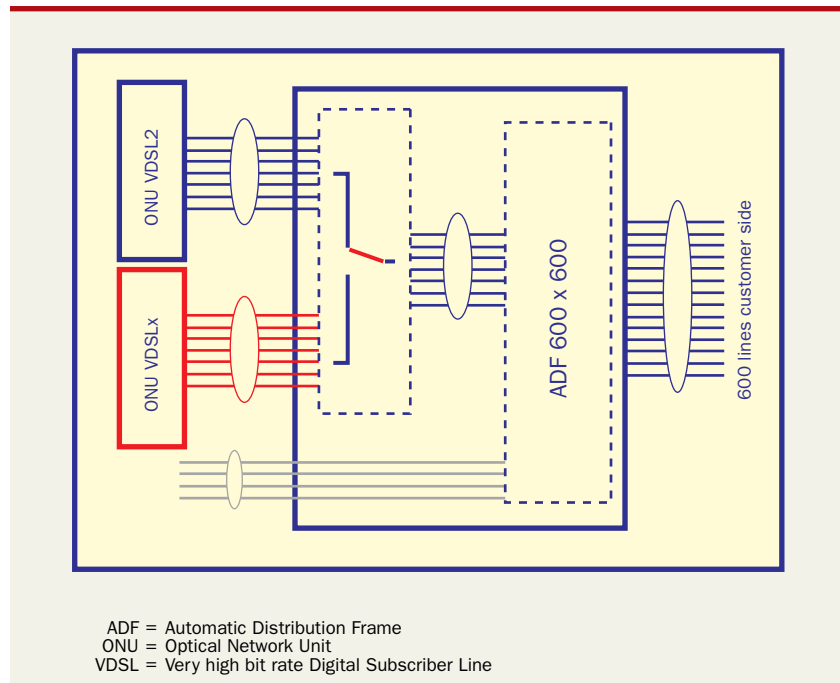 ONU VDSL2
ONU VDSLx
ADF 600 x 600
600 lines customer side
ADF = Automatic Distribution Frame
ONU = Optical Network Unit
VDSL = Very high bit rate Digital Subscriber Line